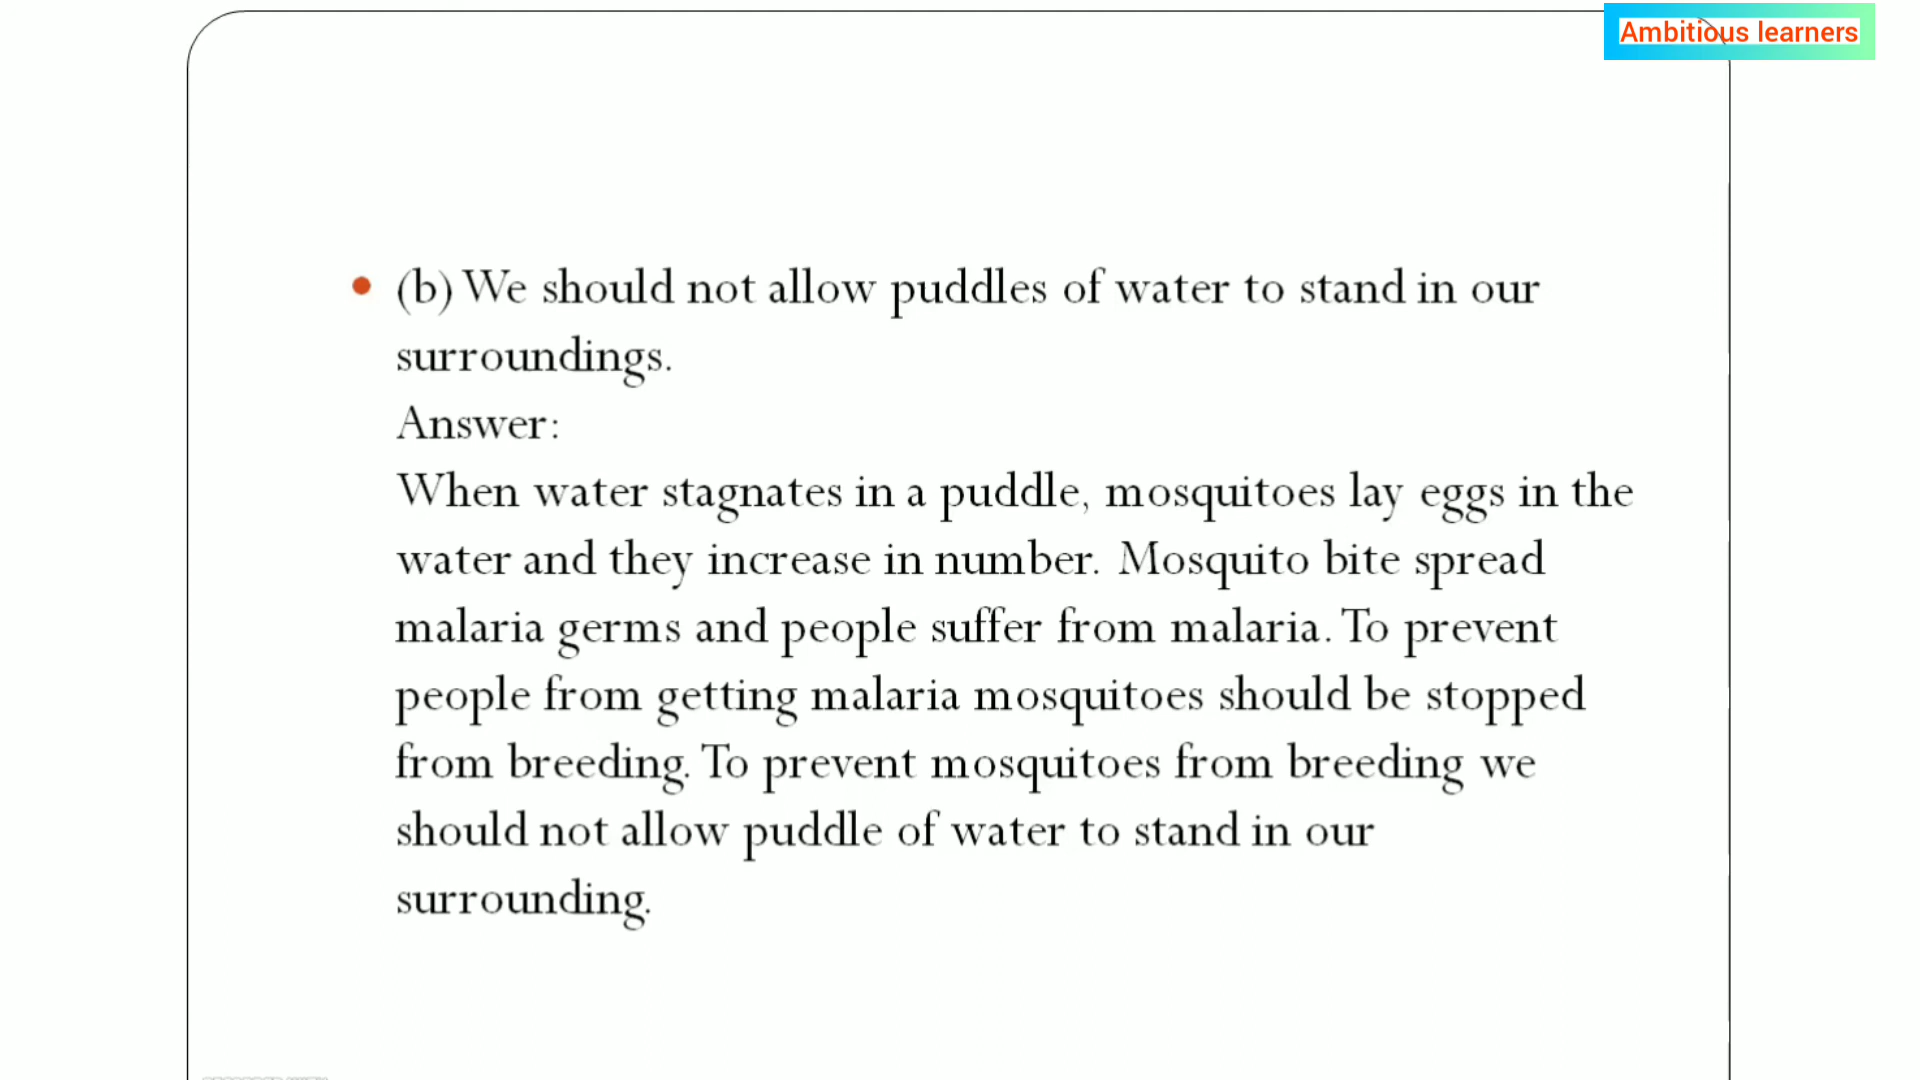 Ambitious learners
(b) We should not allow puddles of water to stand in our
surroundings.
Answer:
When water stagnates in a puddle, mosquitoes lay eggs in the
water and they increase in number. Mosquito bite spread
malaria germs and people suffer from malaria. To prevent
people from getting malaria mosquitoes should be stopped
from breeding. To prevent mosquitoes from breeding we
should not allow puddle of water to stand in our
surrounding.